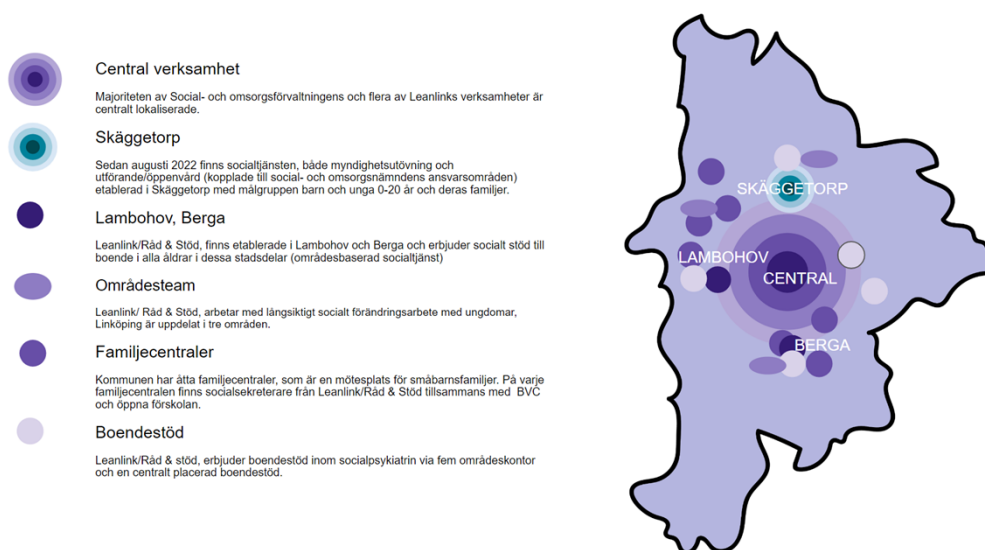 Central verksamhet
Majoriteten av Social- och omsorgsförvaltningens och flera av Leanlinks verksamheter är
centralt lokaliserade.
Skäggetorp
Sedan augusti 2022 finns socialtjänsten, både myndighetsutövning och
utförande/öppenvård (kopplade till social- och omsorgsnämndens ansvarsområden)
etablerad i Skäggetorp med målgruppen barn och unga 0-20 år och deras familjer.
Lambohov, Berga
Leanlink/Råd & Stöd, finns etablerade i Lambohov och Berga och erbjuder socialt stöd till
boende i alla åldrar i dessa stadsdelar (områdesbaserad socialtjänst)
Områdesteam
Leanlink/ Råd & Stöd, arbetar med långsiktigt socialt förändringsarbete med ungdomar,
Linköping är uppdelat i tre områden.
Familjecentraler
Kommunen har åtta familjecentraler, som är en mötesplats för småbarnsfamiljer. På varje
familjecentralen finns socialsekreterare från Leanlink/Råd & Stöd tillsammans med BVC
och öppna förskolan.
Boendestöd
Leanlink/Råd & stöd, erbjuder boendestöd inom socialpsykiatrin via fem områdeskontor
och en centralt placerad boendestöd.
SKÄGGETORP
LAMBOHOV
CENTRAL
BERGA